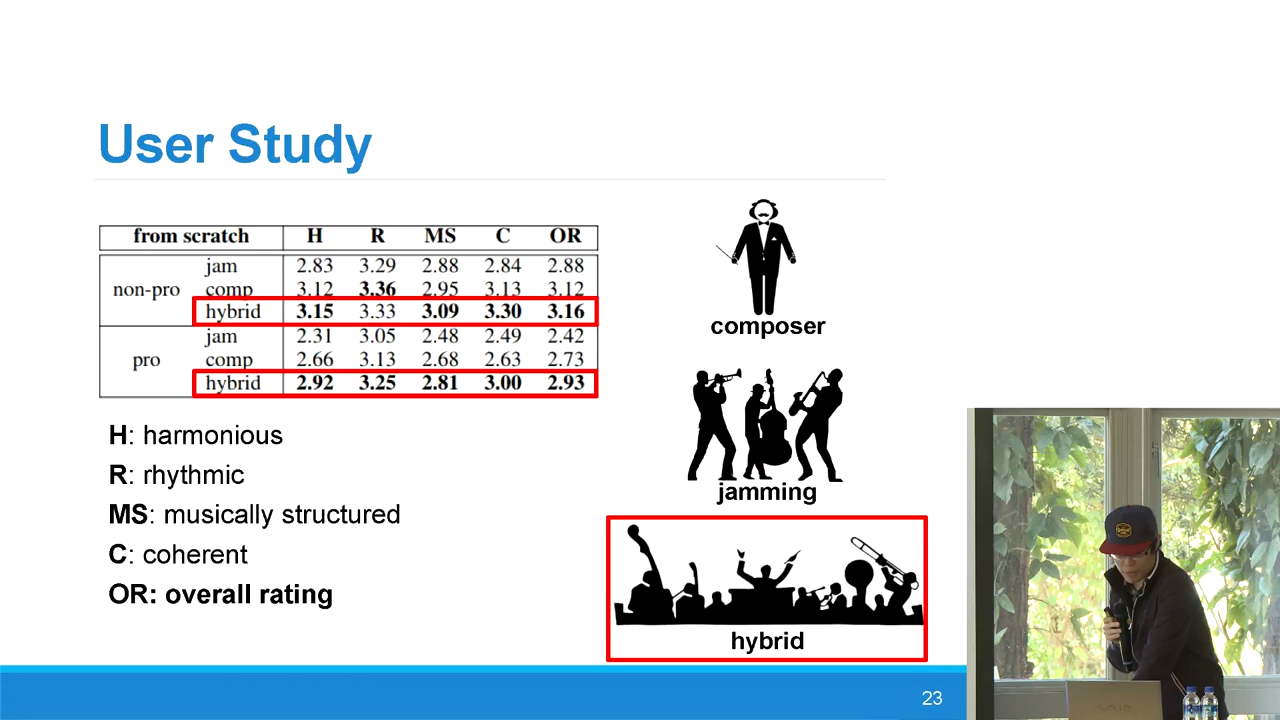 User Study
from scratch H R MS C OR
non-pro jam 2.83 3.29 2.88 2.84 2.88
comp 3.12 3.36 2.95 3.13 3.12
hybrid 3.15 3.33 3.09 3.30 3.16
pro jam 2.31 3.05 2.48 2.49 2.42
comp 2.66 3.13 2.68 2.63 2.73
hybrid 2.92 3.25 2.81 3.00 2.93
H: harmonious
R: rhythmic
MS: musically structured
C: coherent
OR: overall rating
composer
jamming
hybrid
23
VAIO